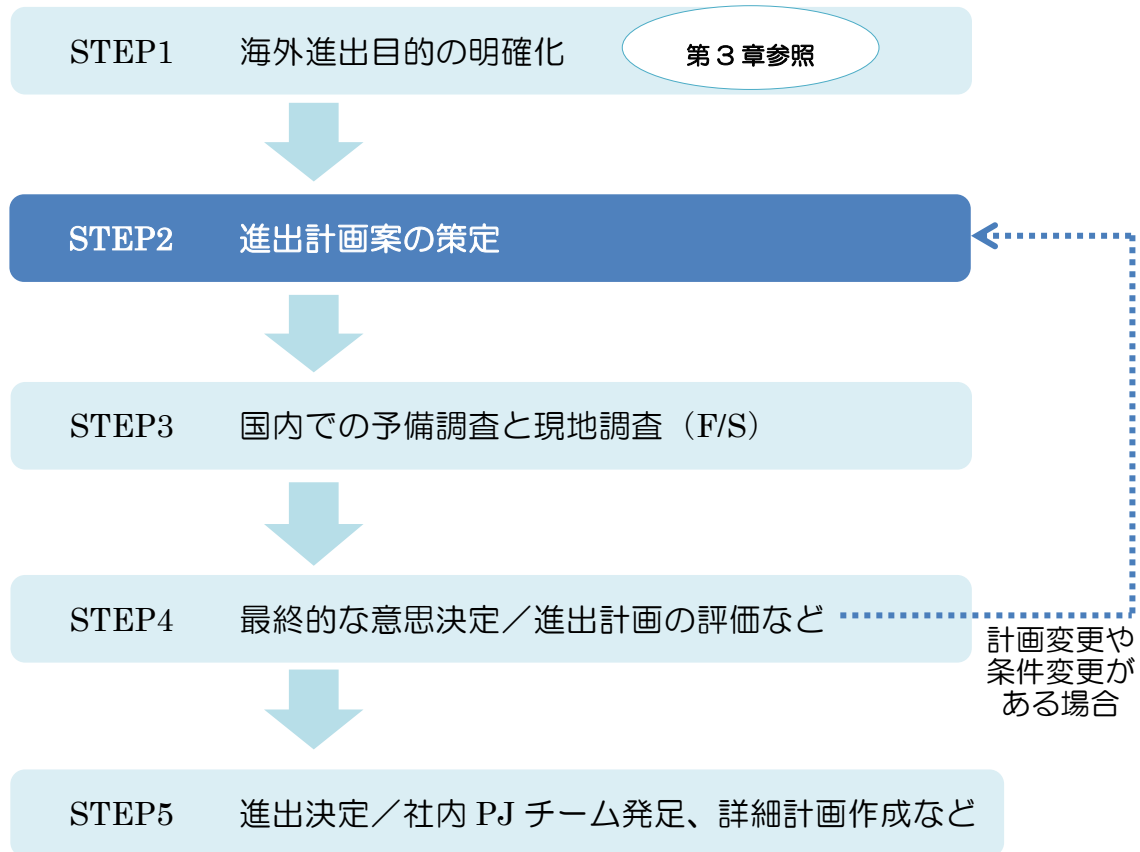 STEP1 海外進出目的の明確化 第3章参照
STEP2 進出計画案の策定
STEP3 国内での予備調査と現地調査（F/S）
STEP4 最終的な意思決定／進出計画の評価など
計画変更や
条件変更が
ある場合
STEP5 進出決定／社内 PJ チーム発足、詳細計画作成など